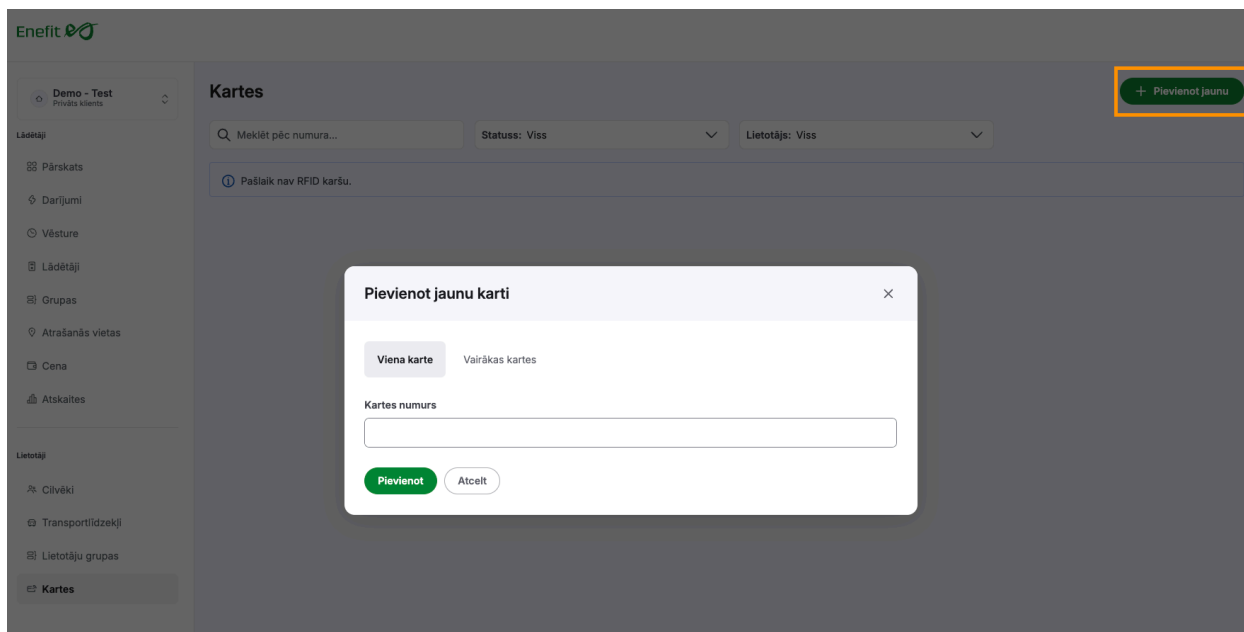 Enefit
Demo - Test
Privāts klients
Lādētāji
Pārskats
Darījumi
Vēsture
Lādētāji
Grupas
Atrašanās vietas
Cena
Atskaites
Lietotāji
Cilvēki
Transportlīdzekļi
Lietotāju grupas
Kartes
Kartes
+ Pievienot jaunu
Meklēt pēc numura...
Statuss: Viss
Lietotājs: Viss
Pašlaik nav RFID karšu.
Pievienot jaunu karti
Viena karte
Vairākas kartes
Kartes numurs
Pievienot
Atcelt